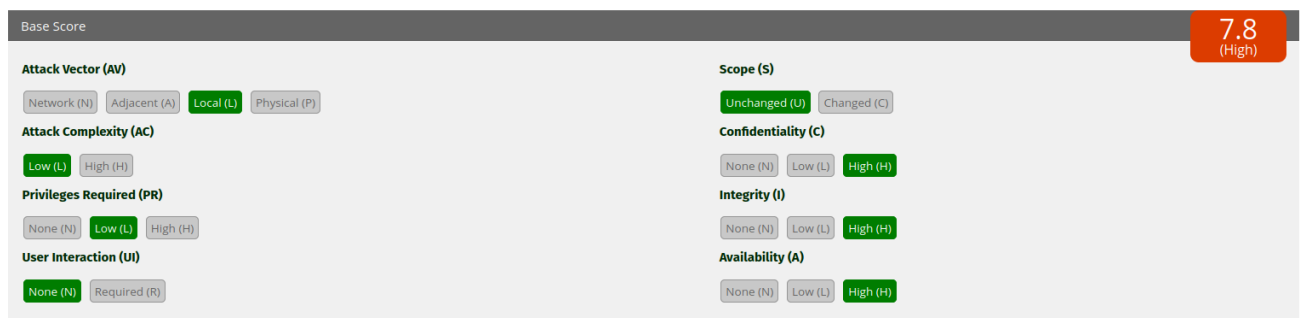 Base Score
7.8
(High)
Attack Vector (AV)
Network (N) Adjacent (A) Local (L) Physical (P)
Attack Complexity (AC)
Low (L) High (H)
Privileges Required (PR)
None (N) Low (L) High (H)
User Interaction (UI)
None (N) Required (R)
Scope (S)
Unchanged (U) Changed (C)
Confidentiality (C)
None (N) Low (L) High (H)
Integrity (I)
None (N) Low (L) High (H)
Availability (A)
None (N) Low (L) High (H)